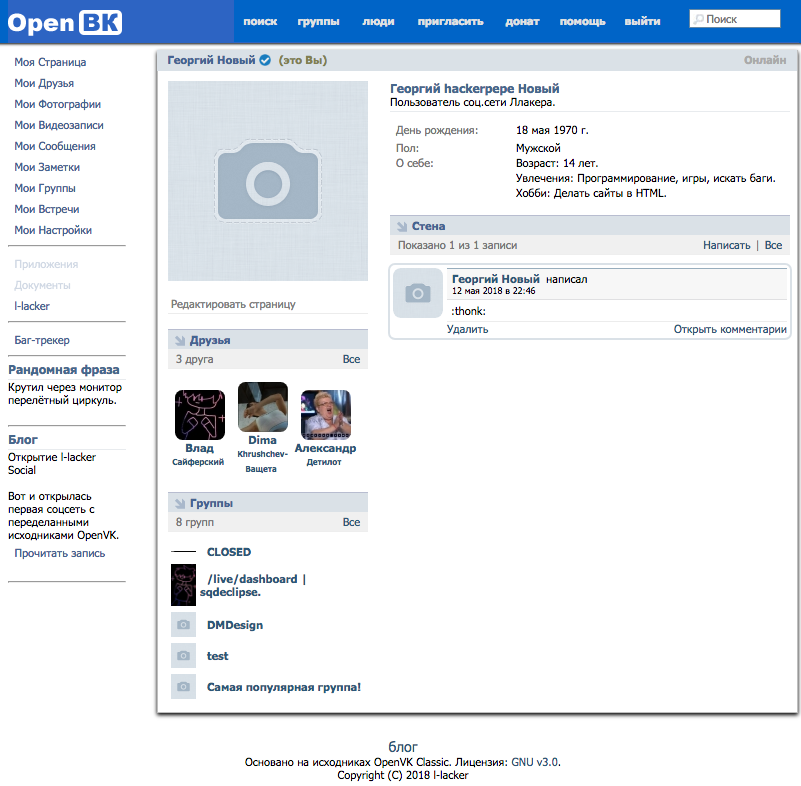 Open ВК
поиск группы люди пригласить донат помощь выйти
Поиск
Моя Страница
Мои Друзья
Мои Фотографии
Мои Видеозаписи
Мои Сообщения
Мои Заметки
Мои Группы
Мои Встречи
Мои Настройки
Приложения
Документы
l-lacker
Баг-трекер
Рандомная фраза
Крутил через монитор
перелётный циркуль.
Блог
Открытие l-lacker
Social
Вот и открылась
первая соцсеть с
переделанными
исходниками OpenVK.
Прочитать запись
Георгий Новый (это Вы)
Онлайн
Редактировать страницу
Друзья
3 друга Все
Влад
Сайферский
Dima
Khrushchev-
Ващета
Александр
Детилот
Группы
8 групп Все
CLOSED
/live/dashboard |
sqdeclipse.
DMDesign
test
Самая популярная группа!
Георгий hackerpepe Новый
Пользователь соц.сети Ллакера.
День рождения: 18 мая 1970 г.
Пол: Мужской
О себе: Возраст: 14 лет.
Увлечения: Программирование, игры, искать баги.
Хобби: Делать сайты в HTML.
Стена
Показано 1 из 1 записи Написать | Все
Георгий Новый написал
12 мая 2018 в 22:46
:thonk:
Удалить Открыть комментарии
блог
Основано на исходниках OpenVK Classic. Лицензия: GNU v3.0.
Copyright (C) 2018 l-lacker